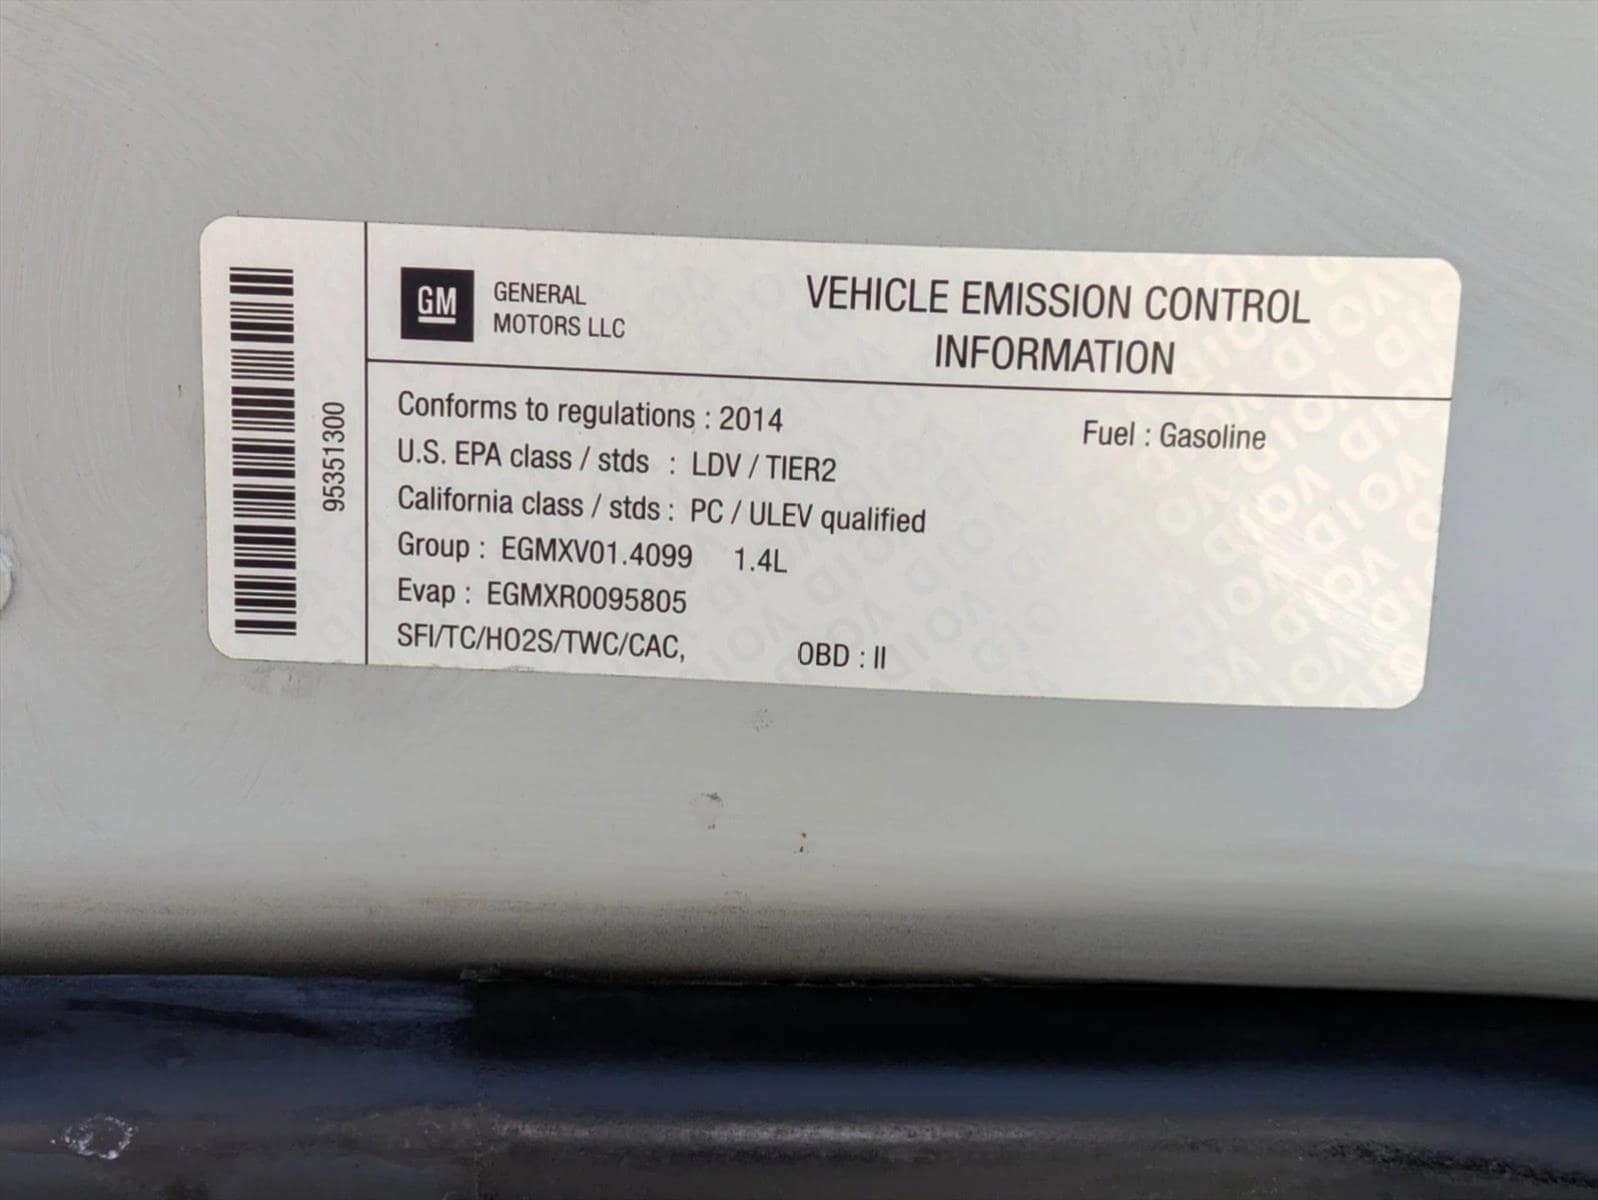 95351300
GM
GENERAL
MOTORS LLC
VEHICLE EMISSION CONTROL
INFORMATION
Conforms to regulations : 2014
Fuel : Gasoline
U.S. EPA class / stds : LDV / TIER2
California class / stds : PC / ULEV qualified
Group : EGMXV01.4099 1.4L
Evap : EGMXR0095805
SFI/TC/HO2S/TWC/CAC, OBD : II